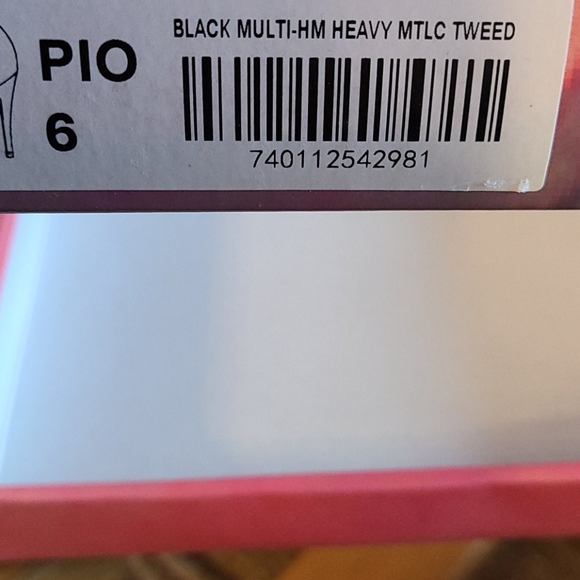 BLACK MULTI-HM HEAVY MTLC TWEED
PIO
6
740112542981